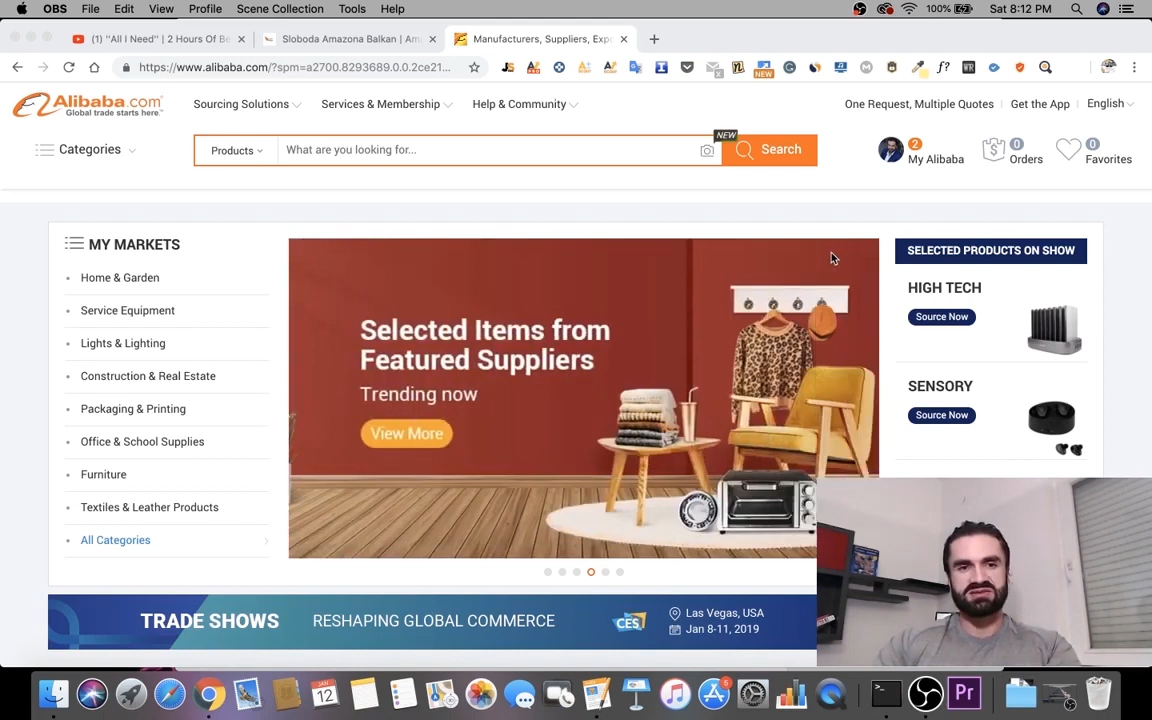 OBS File Edit View Profile Scene Collection Tools Help 100% Sat 8:12 PM
(1) "All I Need" | 2 Hours Of Be
Sloboda Amazona Balkan | Am
Manufacturers, Suppliers, Expo
https://www.alibaba.com/?spm=a2700.8293689.0.0.2ce21...
Alibaba.com
Global trade starts here.
Sourcing Solutions
Services & Membership
Help & Community
One Request, Multiple Quotes
Get the App
English
Categories
Products
What are you looking for...
NEW
Search
2
My Alibaba
0
Orders
0
Favorites
MY MARKETS
Home & Garden
Service Equipment
Lights & Lighting
Construction & Real Estate
Packaging & Printing
Office & School Supplies
Furniture
Textiles & Leather Products
All Categories
Selected Items from
Featured Suppliers
Trending now
View More
SELECTED PRODUCTS ON SHOW
HIGH TECH
Source Now
SENSORY
Source Now
TRADE SHOWS
RESHAPING GLOBAL COMMERCE
CES
Las Vegas, USA
Jan 8-11, 2019
JAN
12
5
Pr